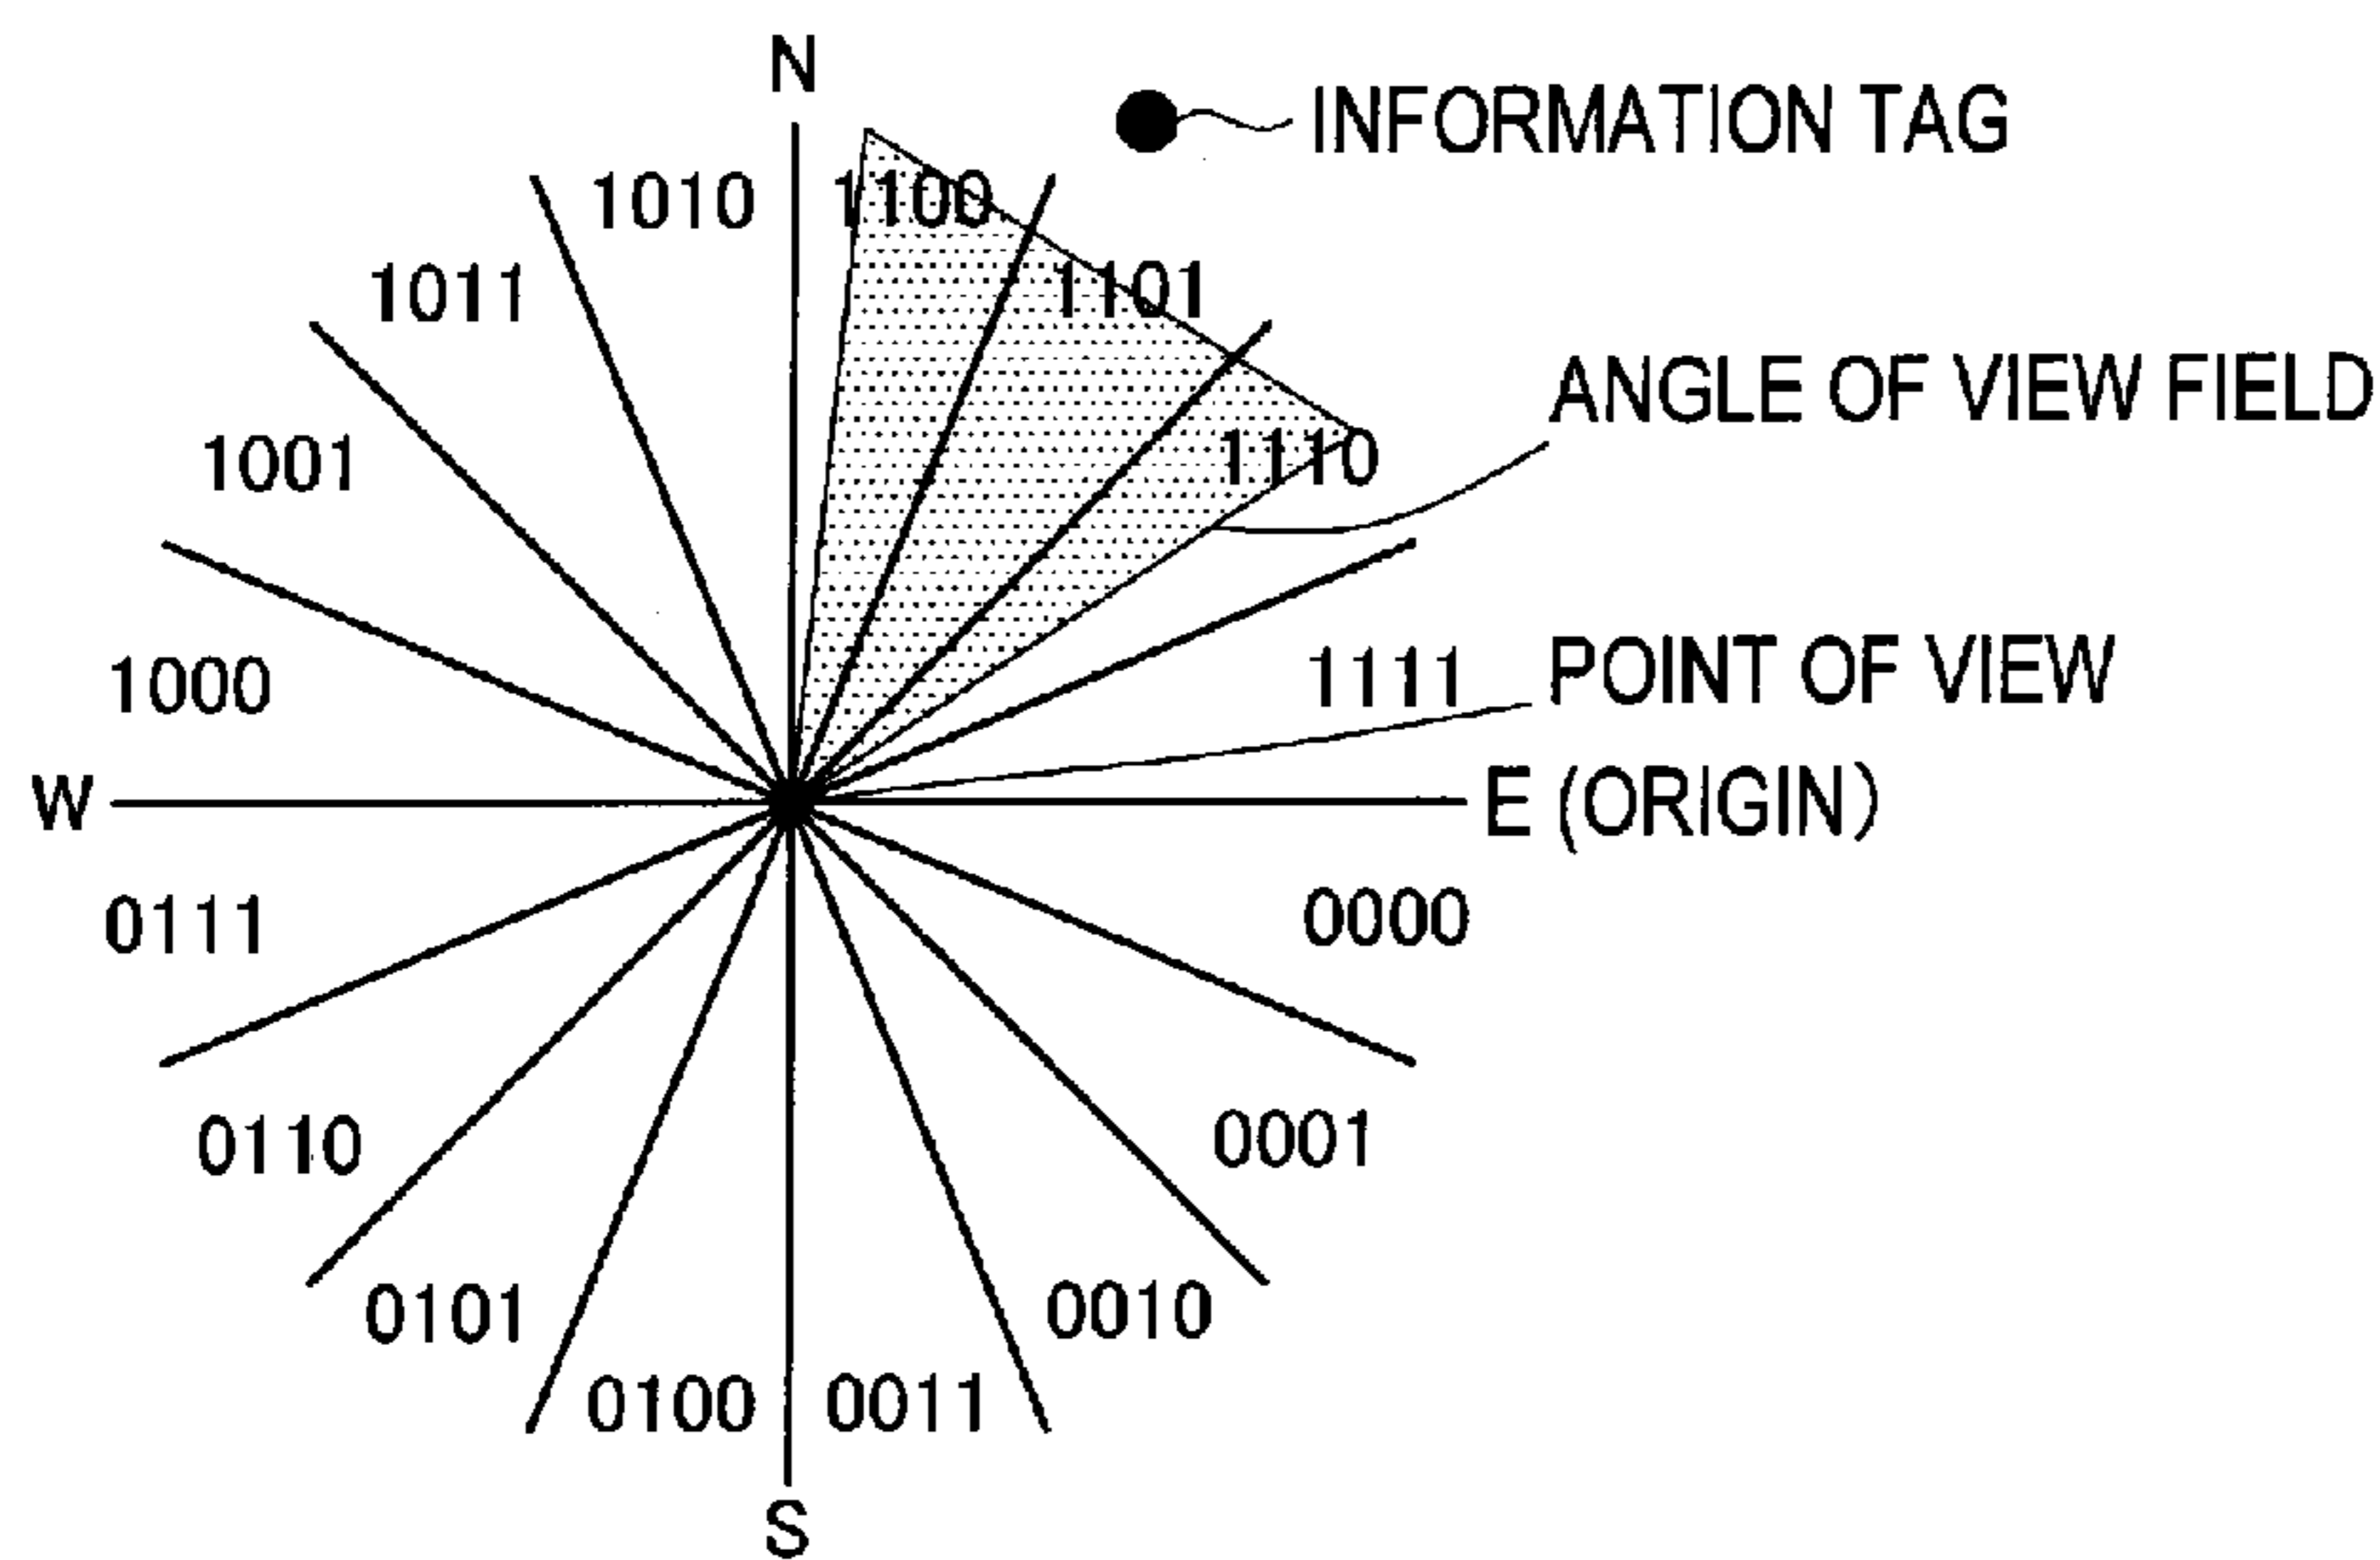 N
INFORMATION TAG
1010
1100
1011
1101
ANGLE OF VIEW FIELD
1001
1110
1000
1111
POINT OF VIEW
W
E (ORIGIN)
0111
0000
0110
0001
0101
0010
0100
0011
S